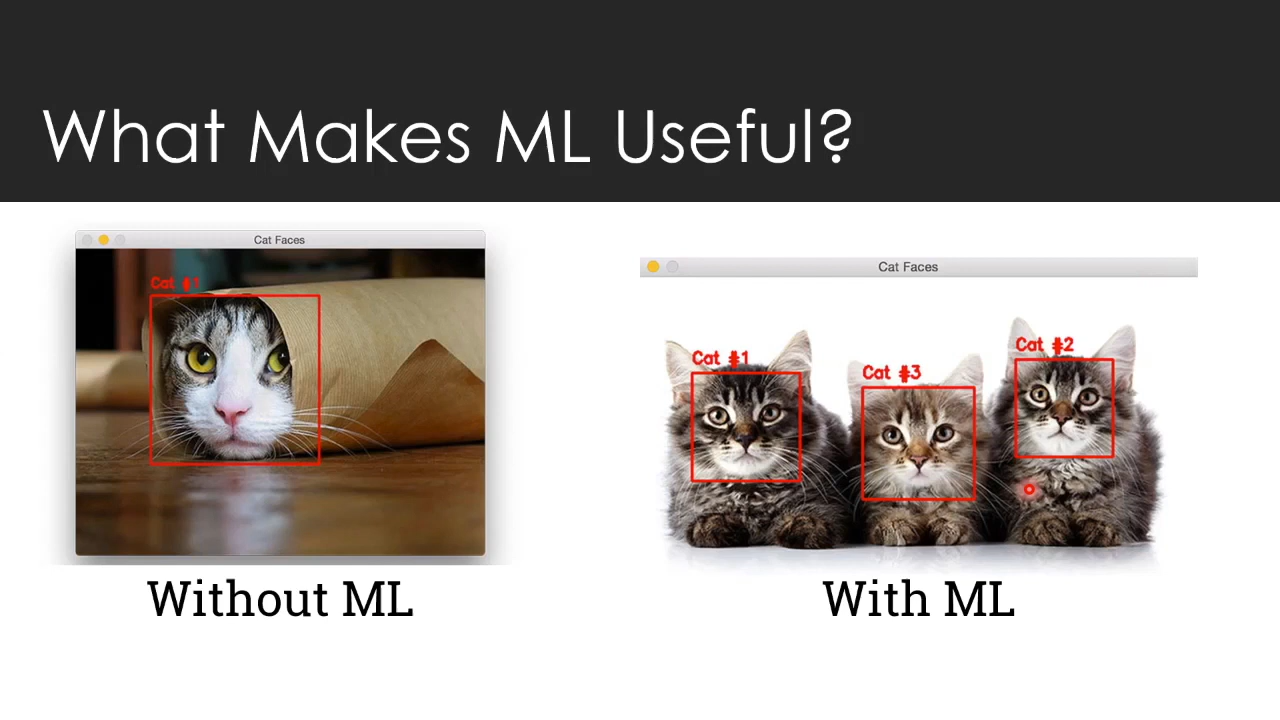 What Makes ML Useful?
Cat Faces
Cat #1
Without ML
Cat Faces
Cat #1
Cat #3
Cat #2
With ML